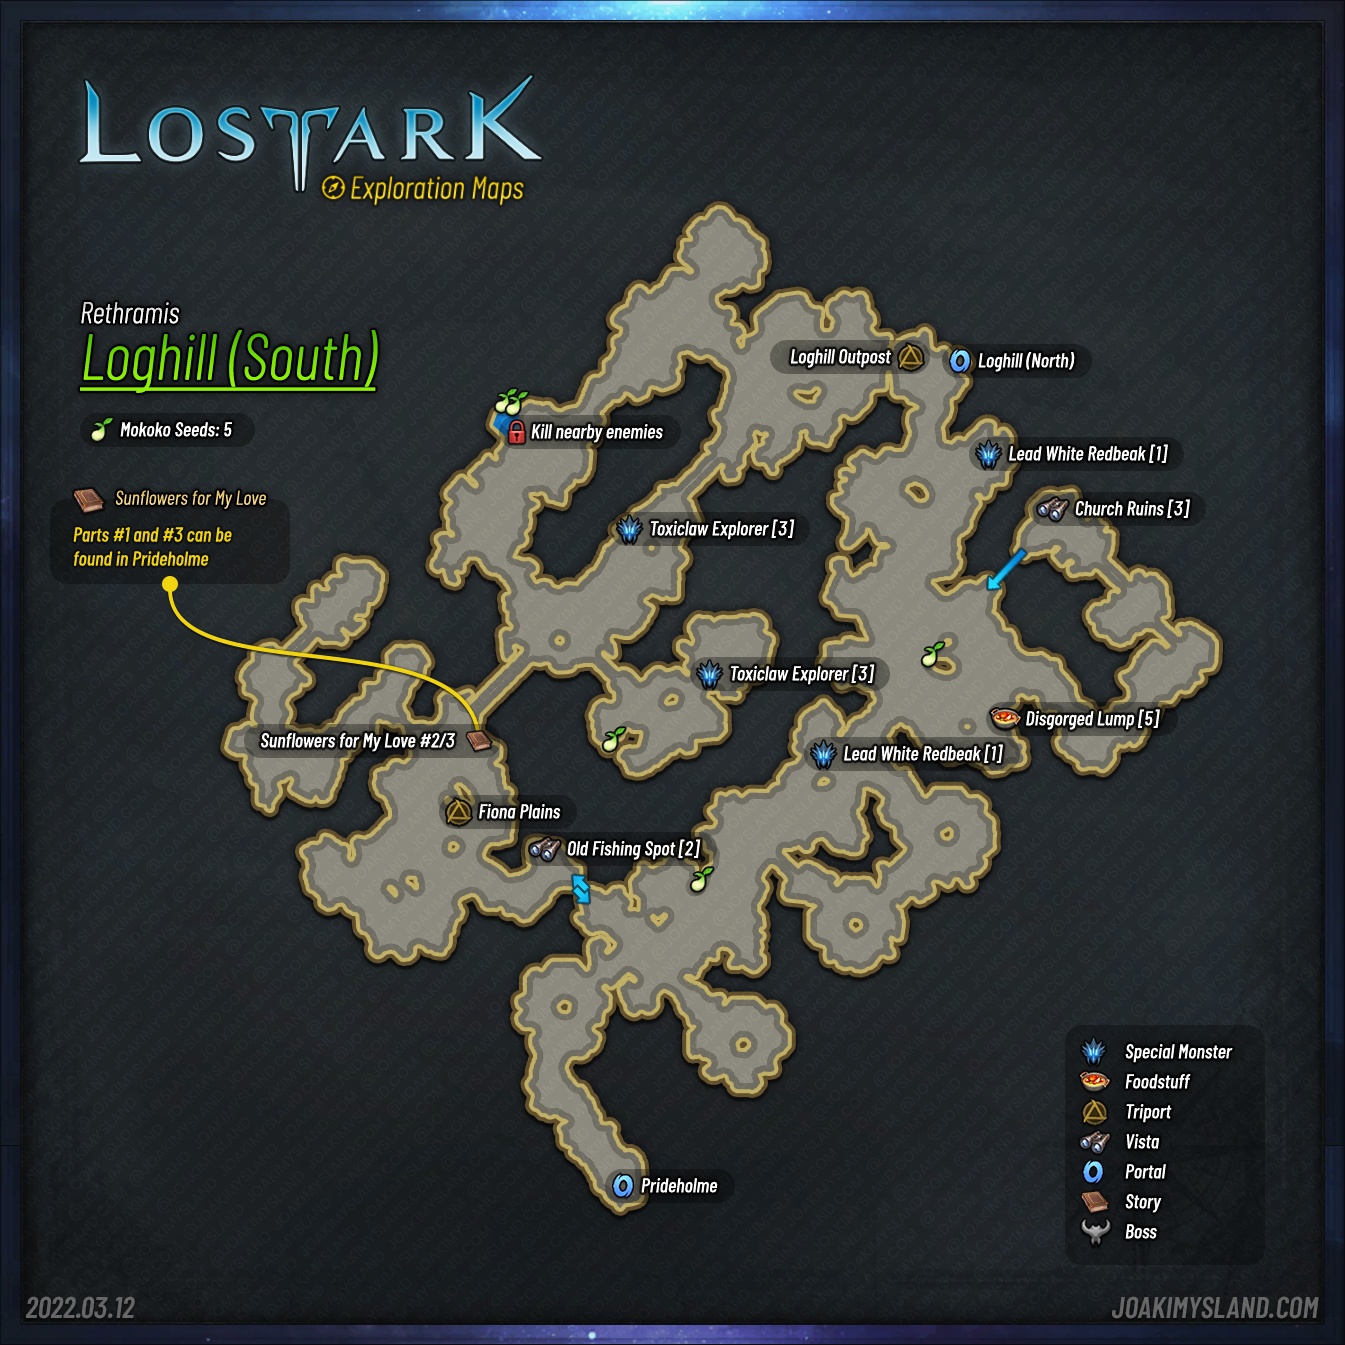 LOSTARK
Exploration Maps
Rethramis
Loghill (South)
Mokoko Seeds: 5
Sunflowers for My Love
Parts #1 and #3 can be
found in Prideholme
Loghill Outpost
Loghill (North)
Kill nearby enemies
Lead White Redbeak [1]
Church Ruins [3]
Toxiclaw Explorer [3]
Toxiclaw Explorer [3]
Disgorged Lump [5]
Sunflowers for My Love #2/3
Lead White Redbeak [1]
Fiona Plains
Old Fishing Spot [2]
Prideholme
Special Monster
Foodstuff
Triport
Vista
Portal
Story
Boss
2022.03.12
JOAKIMYSLAND.COM